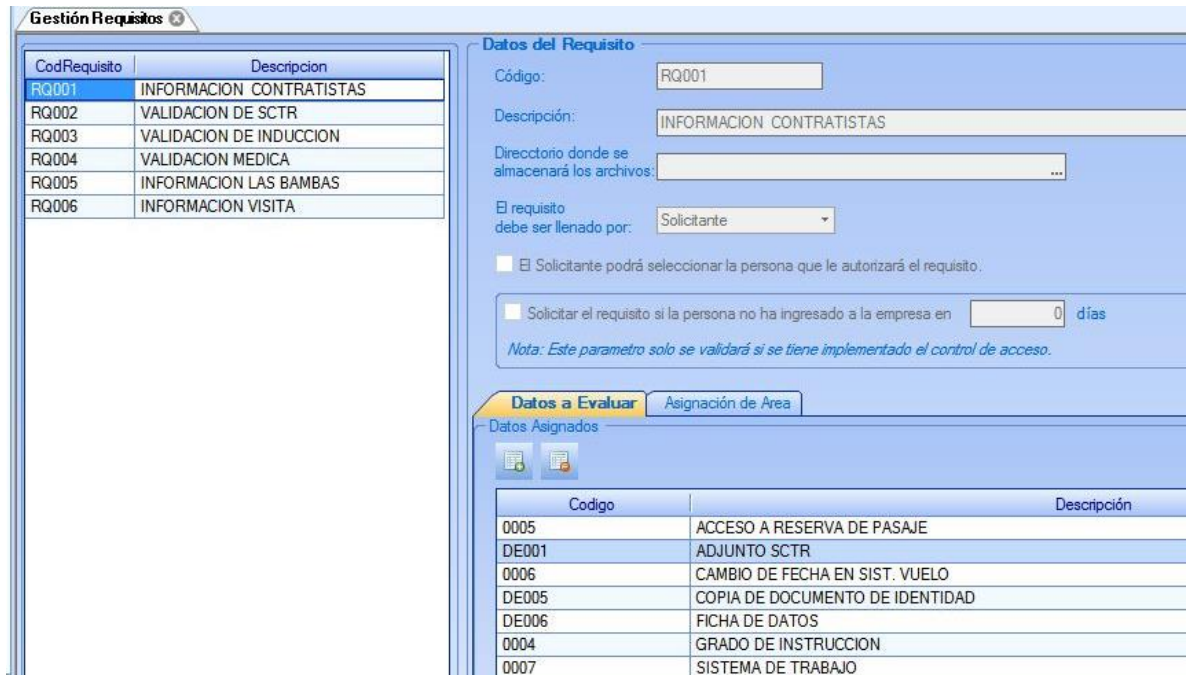 Gestión Requisitos
CodRequisito Descripcion
RQ001 INFORMACION CONTRATISTAS
RQ002 VALIDACION DE SCTR
RQ003 VALIDACION DE INDUCCION
RQ004 VALIDACION MEDICA
RQ005 INFORMACION LAS BAMBAS
RQ006 INFORMACION VISITA
Datos del Requisito
Código: RQ001
Descripción: INFORMACION CONTRATISTAS
Direcctorio donde se
almacenará los archivos: ...
El requisito
debe ser llenado por: Solicitante
El Solicitante podrá seleccionar la persona que le autorizará el requisito.
Solicitar el requisito si la persona no ha ingresado a la empresa en 0 días
Nota: Este parametro solo se validará si se tiene implementado el control de acceso.
Datos a Evaluar Asignación de Area
Datos Asignados
Codigo Descripción
0005 ACCESO A RESERVA DE PASAJE
DE001 ADJUNTO SCTR
0006 CAMBIO DE FECHA EN SIST. VUELO
DE005 COPIA DE DOCUMENTO DE IDENTIDAD
DE006 FICHA DE DATOS
0004 GRADO DE INSTRUCCION
0007 SISTEMA DE TRABAJO